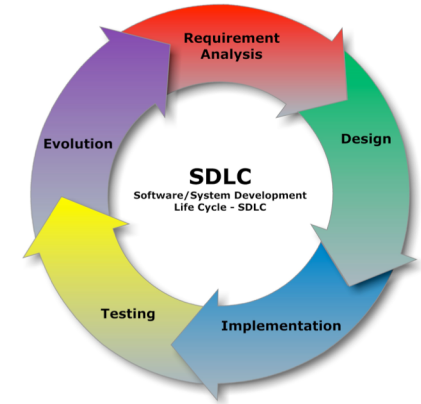 Requirement
Analysis
Design
Implementation
Testing
Evolution
SDLC
Software/System Development
Life Cycle - SDLC